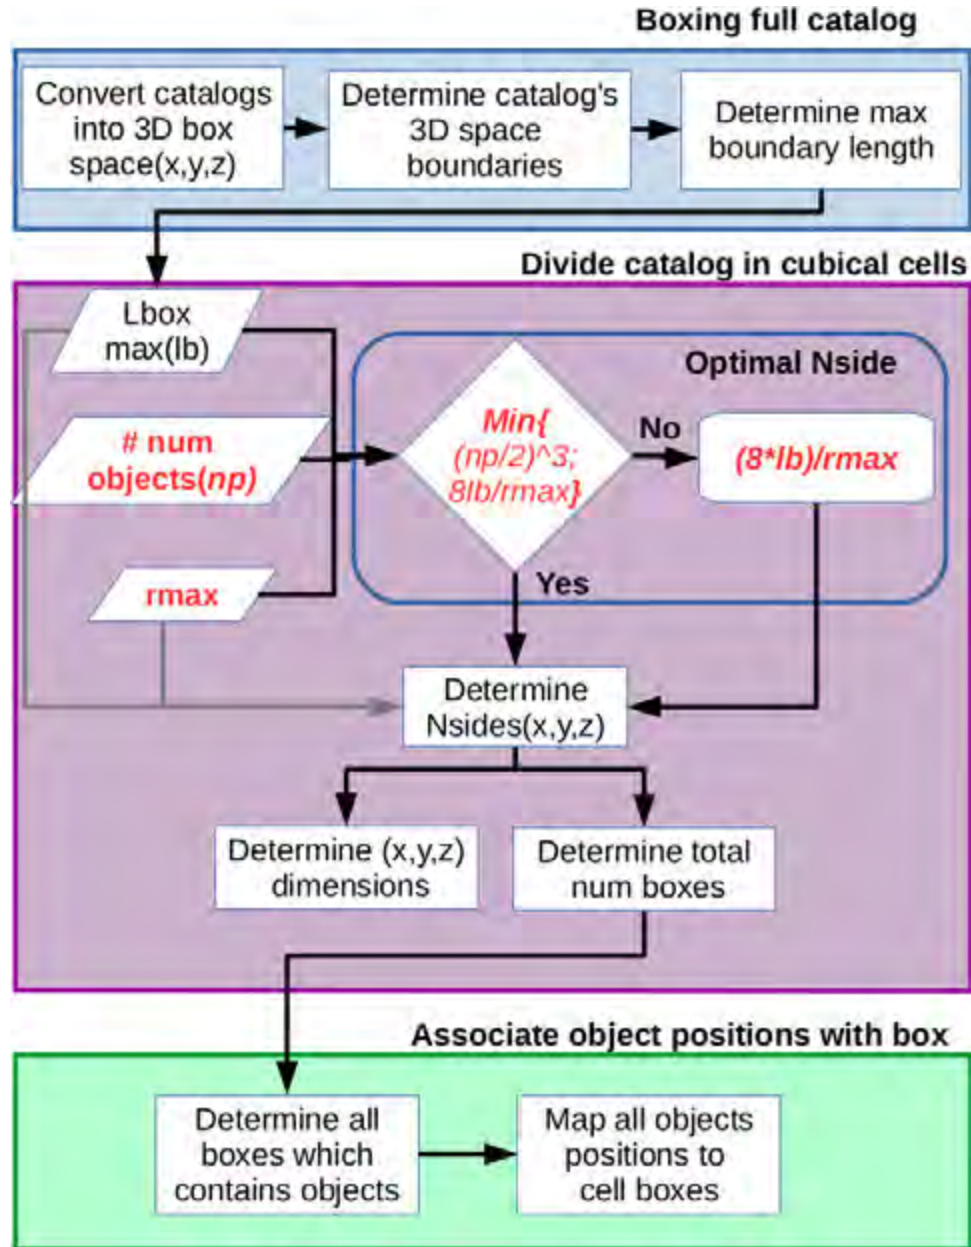 Boxing full catalog
Convert catalogs
into 3D box
space(x,y,z)
Determine catalog's
3D space
boundaries
Determine max
boundary length
Divide catalog in cubical cells
Lbox
max(lb)
Optimal Nside
# num
objects(np)
Min{
(np/2)^3;
8lb/rmax}
No
(8*lb)/rmax
rmax
Yes
Determine
Nsides(x,y,z)
Determine (x,y,z)
dimensions
Determine total
num boxes
Associate object positions with box
Determine all
boxes which
contains objects
Map all objects
positions to
cell boxes